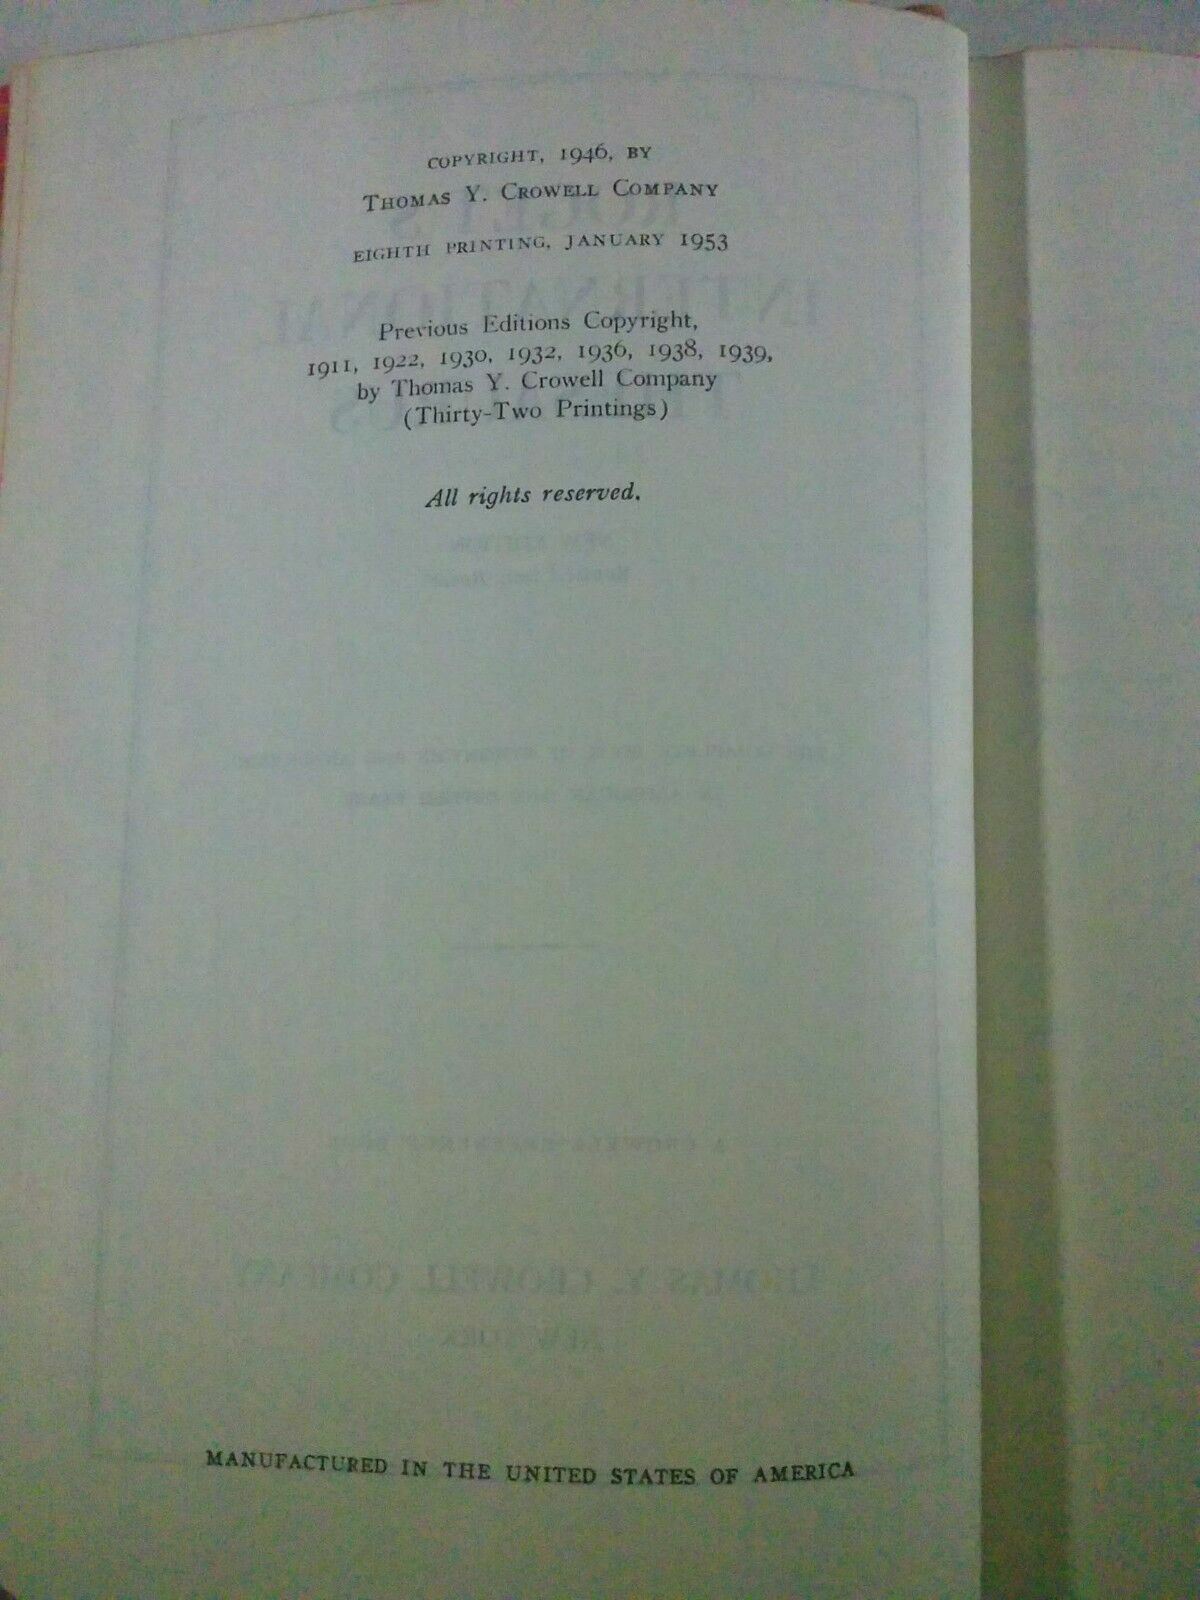 COPYRIGHT, 1946, BY
THOMAS Y. CROWELL COMPANY
EIGHTH PRINTING, JANUARY 1953
Previous Editions Copyright,
1911, 1922, 1930, 1932, 1936, 1938, 1939,
by Thomas Y. Crowell Company
(Thirty-Two Printings)
All rights reserved.
MANUFACTURED IN THE UNITED STATES OF AMERICA